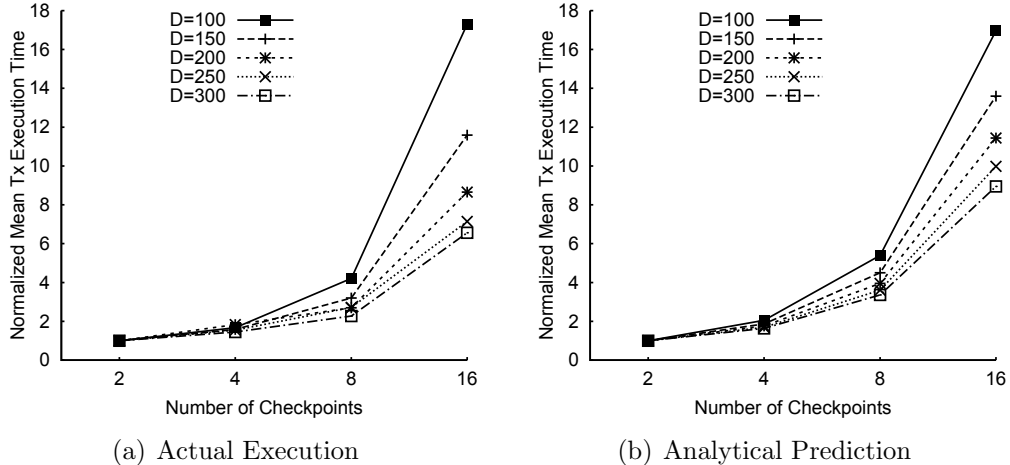 Normalized Mean Tx Execution Time
18
16
14
12
10
8
6
4
2
0
D=100
D=150
D=200
D=250
D=300
2 4 8 16
Number of Checkpoints
(a) Actual Execution
Normalized Mean Tx Execution Time
18
16
14
12
10
8
6
4
2
0
D=100
D=150
D=200
D=250
D=300
2 4 8 16
Number of Checkpoints
(b) Analytical Prediction